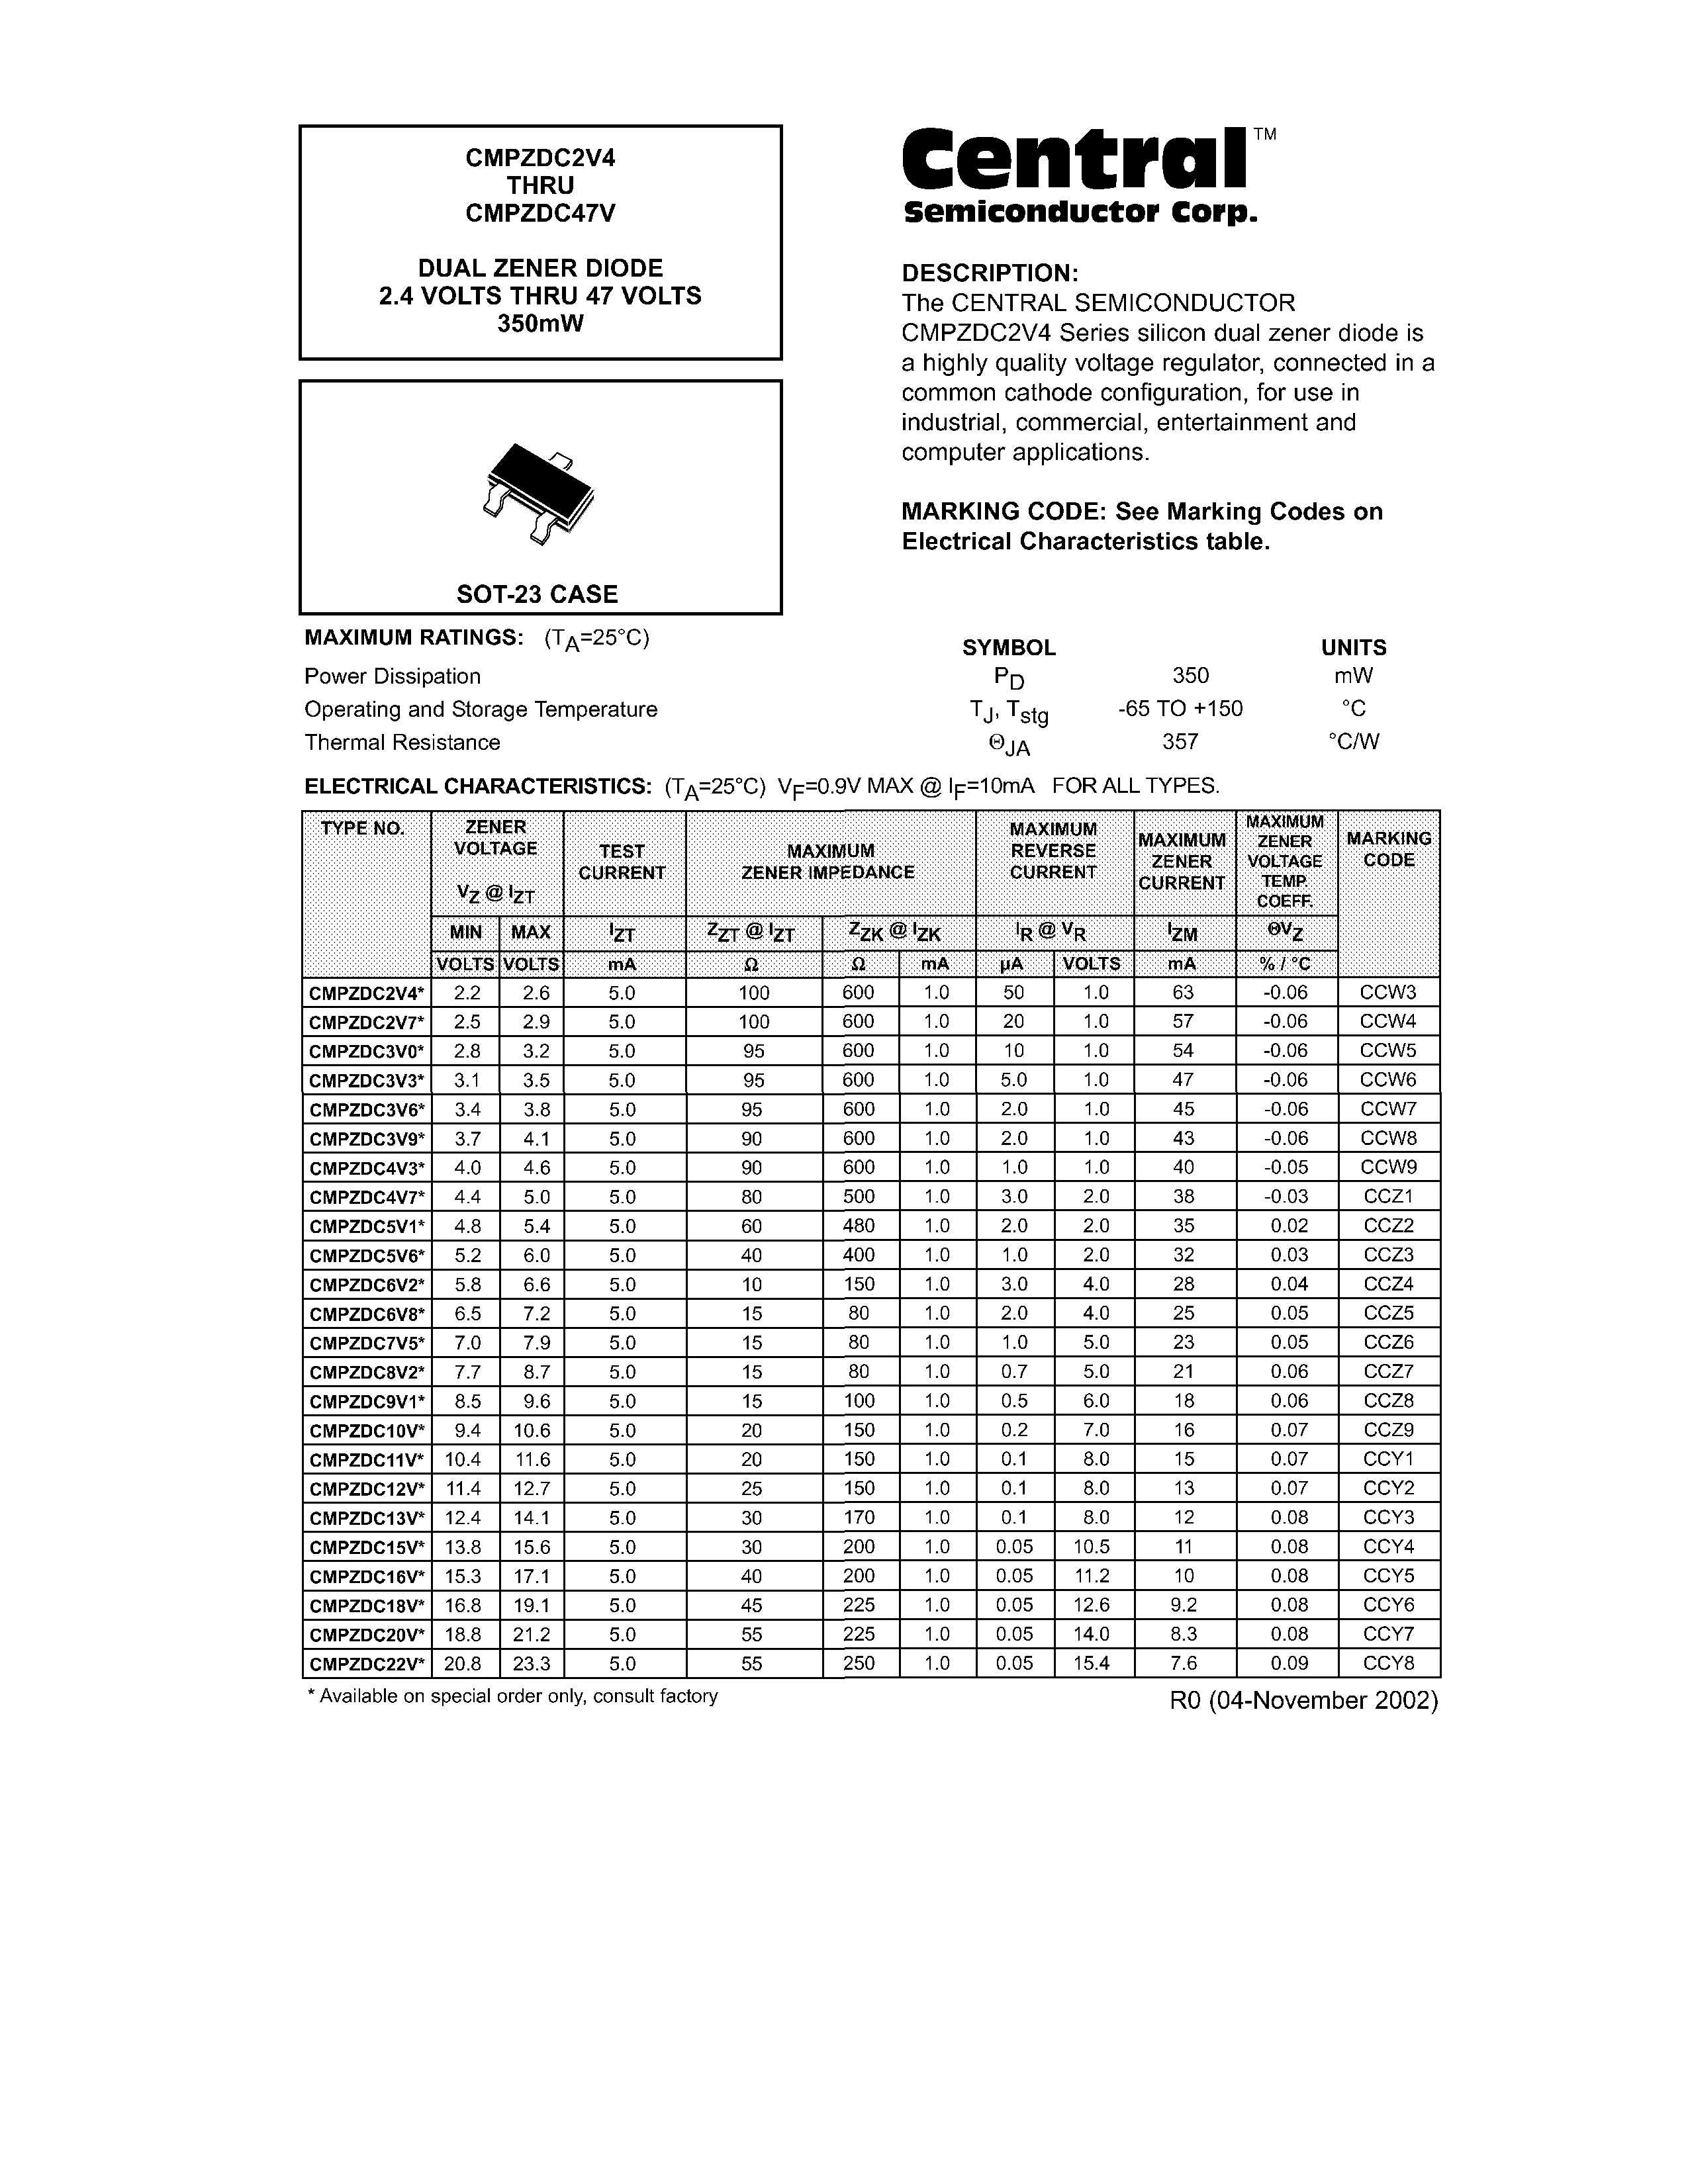 CMPZDC2V4
THRU
CMPZDC47V
DUAL ZENER DIODE
2.4 VOLTS THRU 47 VOLTS
350mW
SOT-23 CASE
Central™
Semiconductor Corp.
DESCRIPTION:
The CENTRAL SEMICONDUCTOR
CMPZDC2V4 Series silicon dual zener diode is
a highly quality voltage regulator, connected in a
common cathode configuration, for use in
industrial, commercial, entertainment and
computer applications.
MARKING CODE: See Marking Codes on
Electrical Characteristics table.
MAXIMUM RATINGS: (TA=25°C)
SYMBOL UNITS
Power Dissipation PD 350 mW
Operating and Storage Temperature TJ, Tstg -65 TO +150 °C
Thermal Resistance ΘJA 357 °C/W
ELECTRICAL CHARACTERISTICS: (TA=25°C) VF=0.9V MAX @ IF=10mA FOR ALL TYPES.
TYPE NO. ZENER VOLTAGE VZ @ IZT TEST CURRENT MAXIMUM ZENER IMPEDANCE MAXIMUM REVERSE CURRENT MAXIMUM ZENER CURRENT MAXIMUM ZENER VOLTAGE TEMP. COEFF. MARKING CODE
MIN MAX IZT ZZT @ IZT ZZK @ IZK IR @ VR IZM ΘVZ
VOLTS VOLTS mA Ω Ω mA µA VOLTS mA % / °C
CMPZDC2V4* 2.2 2.6 5.0 100 600 1.0 50 1.0 63 -0.06 CCW3
CMPZDC2V7* 2.5 2.9 5.0 100 600 1.0 20 1.0 57 -0.06 CCW4
CMPZDC3V0* 2.8 3.2 5.0 95 600 1.0 10 1.0 54 -0.06 CCW5
CMPZDC3V3* 3.1 3.5 5.0 95 600 1.0 5.0 1.0 47 -0.06 CCW6
CMPZDC3V6* 3.4 3.8 5.0 95 600 1.0 2.0 1.0 45 -0.06 CCW7
CMPZDC3V9* 3.7 4.1 5.0 90 600 1.0 2.0 1.0 43 -0.06 CCW8
CMPZDC4V3* 4.0 4.6 5.0 90 600 1.0 1.0 1.0 40 -0.05 CCW9
CMPZDC4V7* 4.4 5.0 5.0 80 500 1.0 3.0 2.0 38 -0.03 CCZ1
CMPZDC5V1* 4.8 5.4 5.0 60 480 1.0 2.0 2.0 35 0.02 CCZ2
CMPZDC5V6* 5.2 6.0 5.0 40 400 1.0 1.0 2.0 32 0.03 CCZ3
CMPZDC6V2* 5.8 6.6 5.0 10 150 1.0 3.0 4.0 28 0.04 CCZ4
CMPZDC6V8* 6.5 7.2 5.0 15 80 1.0 2.0 4.0 25 0.05 CCZ5
CMPZDC7V5* 7.0 7.9 5.0 15 80 1.0 1.0 5.0 23 0.05 CCZ6
CMPZDC8V2* 7.7 8.7 5.0 15 80 1.0 0.7 5.0 21 0.06 CCZ7
CMPZDC9V1* 8.5 9.6 5.0 15 100 1.0 0.5 6.0 18 0.06 CCZ8
CMPZDC10V* 9.4 10.6 5.0 20 150 1.0 0.2 7.0 16 0.07 CCZ9
CMPZDC11V* 10.4 11.6 5.0 20 150 1.0 0.1 8.0 15 0.07 CCY1
CMPZDC12V* 11.4 12.7 5.0 25 150 1.0 0.1 8.0 13 0.07 CCY2
CMPZDC13V* 12.4 14.1 5.0 30 170 1.0 0.1 8.0 12 0.08 CCY3
CMPZDC15V* 13.8 15.6 5.0 30 200 1.0 0.05 10.5 11 0.08 CCY4
CMPZDC16V* 15.3 17.1 5.0 40 200 1.0 0.05 11.2 10 0.08 CCY5
CMPZDC18V* 16.8 19.1 5.0 45 225 1.0 0.05 12.6 9.2 0.08 CCY6
CMPZDC20V* 18.8 21.2 5.0 55 225 1.0 0.05 14.0 8.3 0.08 CCY7
CMPZDC22V* 20.8 23.3 5.0 55 250 1.0 0.05 15.4 7.6 0.09 CCY8
* Available on special order only, consult factory
R0 (04-November 2002)